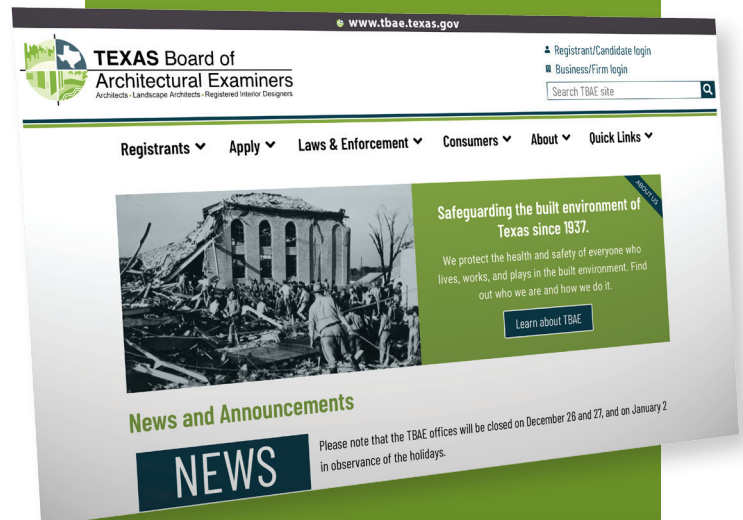 www.tbae.texas.gov
TEXAS Board of
Architectural Examiners
Architects • Landscape Architects • Registered Interior Designers
Registrant/Candidate login
Business/Firm login
Search TBAE site
Registrants
Apply
Laws & Enforcement
Consumers
About
Quick Links
ABOUT US
Safeguarding the built environment of
Texas since 1937.
We protect the health and safety of everyone who
lives, works, and plays in the built environment. Find
out who we are and how we do it.
Learn about TBAE
News and Announcements
NEWS
Please note that the TBAE offices will be closed on December 26 and 27, and on January 2
in observance of the holidays.